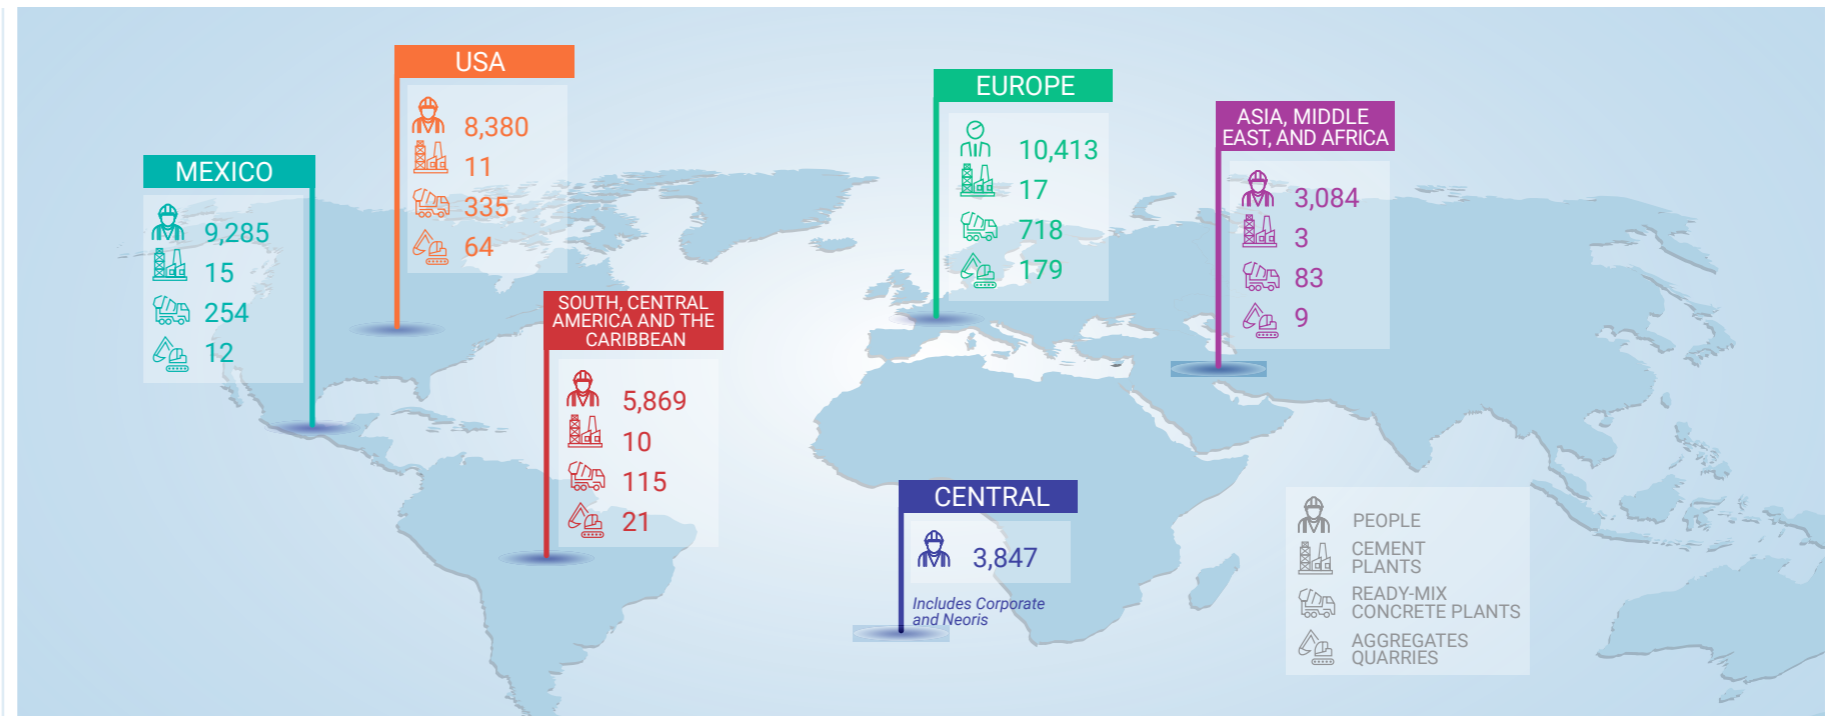 USA
8,380
11
335
64
EUROPE
10,413
17
718
179
ASIA, MIDDLE
EAST, AND AFRICA
3,084
3
83
9
MEXICO
9,285
15
254
12
SOUTH, CENTRAL
AMERICA AND THE
CARIBBEAN
5,869
10
115
21
CENTRAL
3,847
Includes Corporate
and Neoris
PEOPLE
CEMENT
PLANTS
READY-MIX
CONCRETE PLANTS
AGGREGATES
QUARRIES